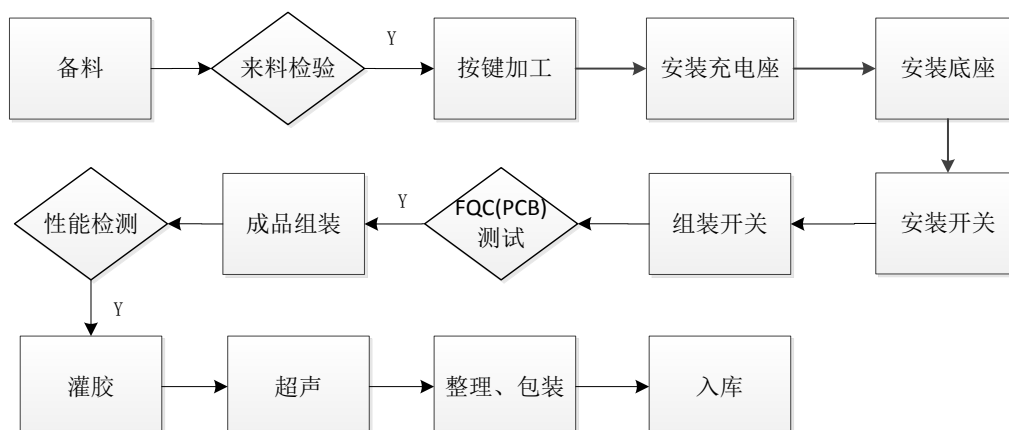 备料
来料检验
Y
按键加工
安装充电座
安装底座
安装开关
组装开关
FQC(PCB)
测试
Y
成品组装
性能检测
Y
灌胶
超声
整理、包装
入库